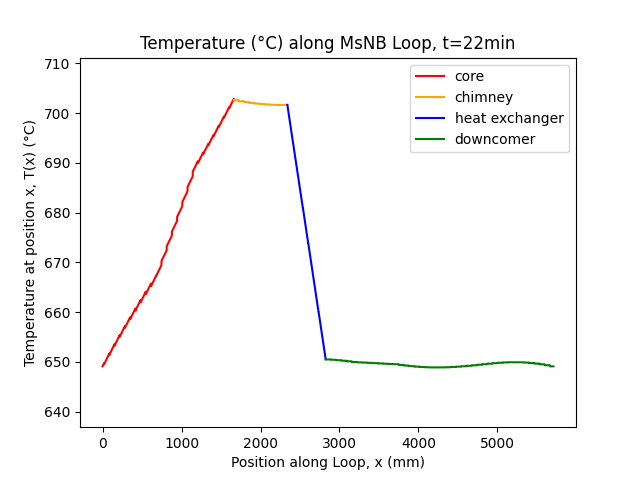 Temperature (°C) along MsNB Loop, t=22min
Temperature at position x, T(x) (°C)
710
700
690
680
670
660
650
640
core
chimney
heat exchanger
downcomer
0 1000 2000 3000 4000 5000
Position along Loop, x (mm)